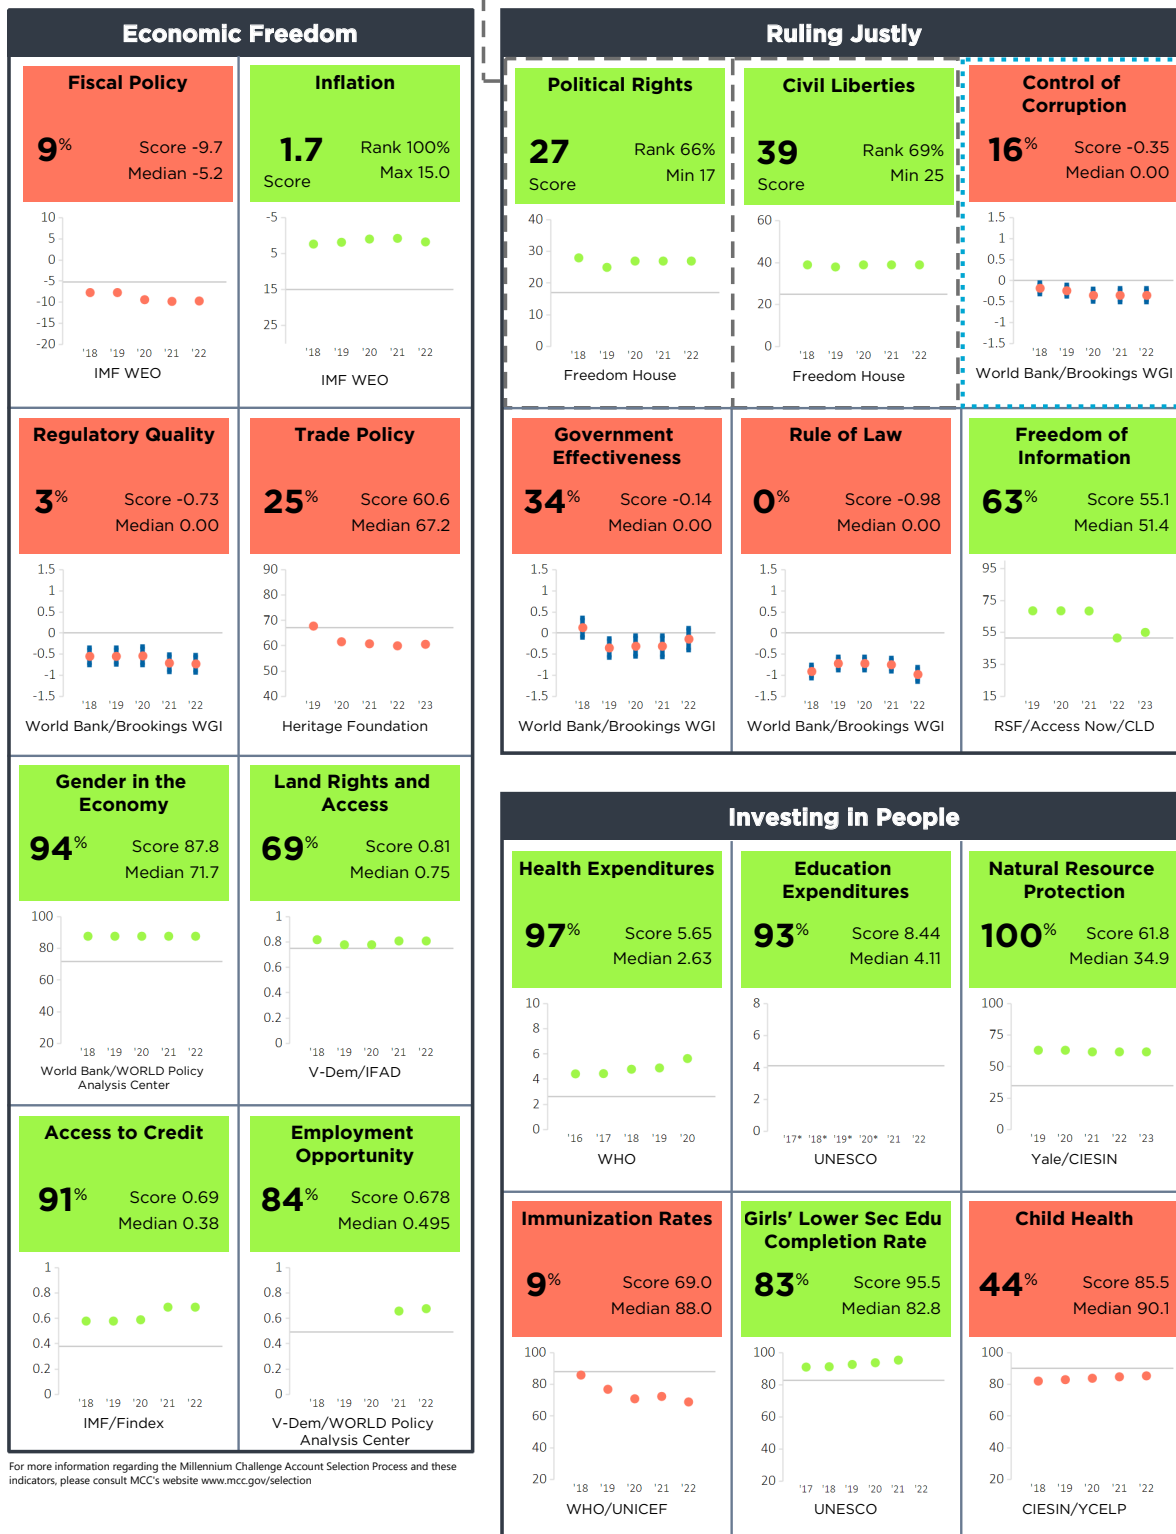 Economic Freedom
Fiscal Policy
9%
Score -9.7
Median -5.2
10
5
0
-5
-10
-15
-20
'18 '19 '20 '21 '22
IMF WEO
Inflation
1.7
Score
Rank 100%
Max 15.0
-5
5
15
25
'18 '19 '20 '21 '22
IMF WEO
Regulatory Quality
3%
Score -0.73
Median 0.00
1.5
1
0.5
0
-0.5
-1
-1.5
'18 '19 '20 '21 '22
World Bank/Brookings WGI
Trade Policy
25%
Score 60.6
Median 67.2
90
80
70
60
50
40
'19 '20 '21 '22 '23
Heritage Foundation
Gender in the
Economy
94%
Score 87.8
Median 71.7
100
80
60
40
20
'18 '19 '20 '21 '22
World Bank/WORLD Policy
Analysis Center
Land Rights and
Access
69%
Score 0.81
Median 0.75
1
0.8
0.6
0.4
0.2
0
'18 '19 '20 '21 '22
V-Dem/IFAD
Access to Credit
91%
Score 0.69
Median 0.38
1
0.8
0.6
0.4
0.2
0
'18 '19 '20 '21 '22
IMF/Findex
Employment
Opportunity
84%
Score 0.678
Median 0.495
1
0.8
0.6
0.4
0.2
0
'18 '19 '20 '21 '22
V-Dem/WORLD Policy
Analysis Center
For more information regarding the Millennium Challenge Account Selection Process and these
indicators, please consult MCC's website www.mcc.gov/selection
Ruling Justly
Political Rights
27
Score
Rank 66%
Min 17
40
30
20
10
0
'18 '19 '20 '21 '22
Freedom House
Civil Liberties
39
Score
Rank 69%
Min 25
60
40
20
0
'18 '19 '20 '21 '22
Freedom House
Control of
Corruption
16%
Score -0.35
Median 0.00
1.5
1
0.5
0
-0.5
-1
-1.5
'18 '19 '20 '21 '22
World Bank/Brookings WGI
Government
Effectiveness
34%
Score -0.14
Median 0.00
1.5
1
0.5
0
-0.5
-1
-1.5
'18 '19 '20 '21 '22
World Bank/Brookings WGI
Rule of Law
0%
Score -0.98
Median 0.00
1.5
1
0.5
0
-0.5
-1
-1.5
'18 '19 '20 '21 '22
World Bank/Brookings WGI
Freedom of
Information
63%
Score 55.1
Median 51.4
95
75
55
35
15
'19 '20 '21 '22 '23
RSF/Access Now/CLD
Investing in People
Health Expenditures
97%
Score 5.65
Median 2.63
10
8
6
4
2
0
'16 '17 '18 '19 '20
WHO
Education
Expenditures
93%
Score 8.44
Median 4.11
8
6
4
2
0
'17* '18* '19* '20* '21 '22
UNESCO
Natural Resource
Protection
100%
Score 61.8
Median 34.9
100
75
50
25
0
'19 '20 '21 '22 '23
Yale/CIESIN
Immunization Rates
9%
Score 69.0
Median 88.0
100
80
60
40
20
'18 '19 '20 '21 '22
WHO/UNICEF
Girls' Lower Sec Edu
Completion Rate
83%
Score 95.5
Median 82.8
100
80
60
40
20
'17 '18 '19 '20 '21 '22
UNESCO
Child Health
44%
Score 85.5
Median 90.1
100
80
60
40
20
'18 '19 '20 '21 '22
CIESIN/YCELP